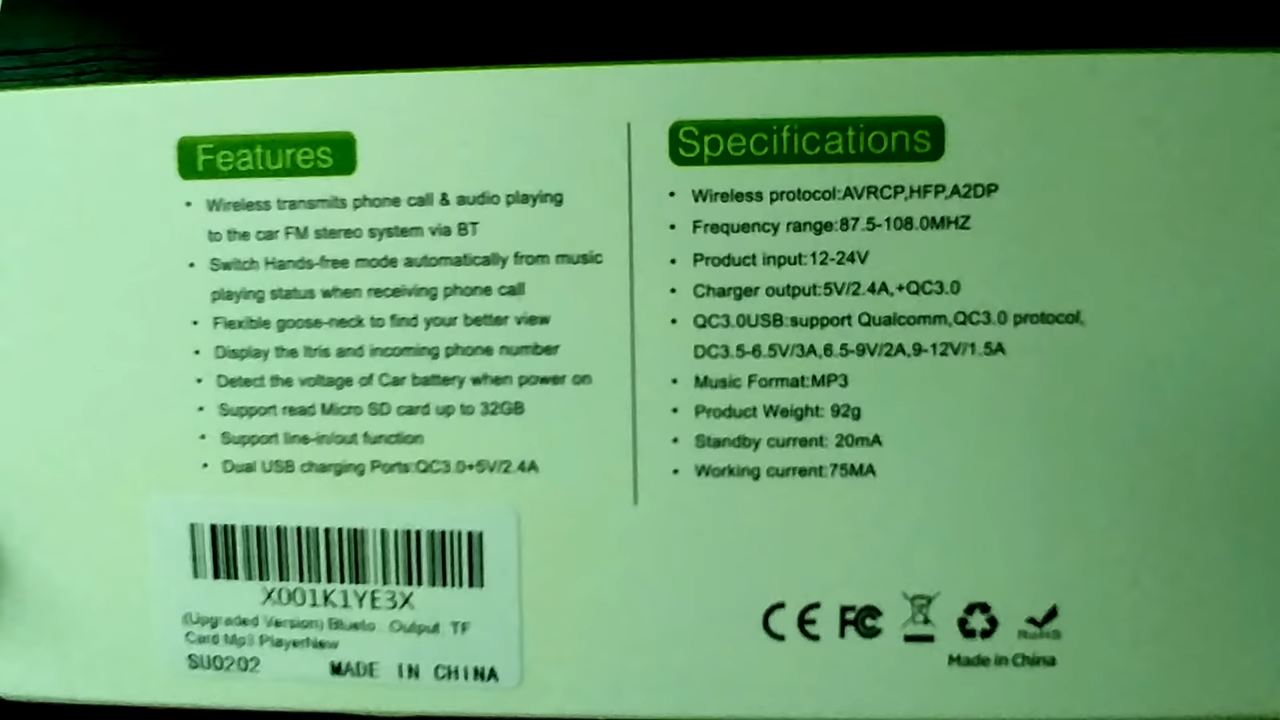 Features
• Wireless transmits phone call & audio playing
to the car FM stereo system via BT
• Switch Hands-free mode automatically from music
playing status when receiving phone call
• Flexible goose-neck to find your better view
• Display the ltris and incoming phone number
• Detect the voltage of Car battery when power on
• Support read Micro SD card up to 32GB
• Support line-in/out function
• Dual USB charging Ports:QC3.0+5V/2.4A
Specifications
• Wireless protocol:AVRCP,HFP,A2DP
• Frequency range:87.5-108.0MHZ
• Product input:12-24V
• Charger output:5V/2.4A,+QC3.0
• QC3.0USB:support Qualcomm,QC3.0 protocol,
DC3.5-6.5V/3A,6.5-9V/2A,9-12V/1.5A
• Music Format:MP3
• Product Weight: 92g
• Standby current: 20mA
• Working current:75MA
X001K1YE3X
(Upgraded Version) Blueto...Output, TF
Card Mp3 PlayerNew
SU0202 MADE IN CHINA
CE FC RoHS
Made in China